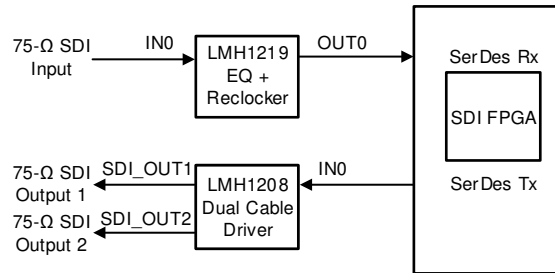 75-Ω SDI
Input
IN0
LMH1219
EQ +
Reclocker
OUT0
SerDes Rx
SDI FPGA
SerDes Tx
75-Ω SDI
Output 1
SDI_OUT1
75-Ω SDI
Output 2
SDI_OUT2
LMH1208
Dual Cable
Driver
IN0